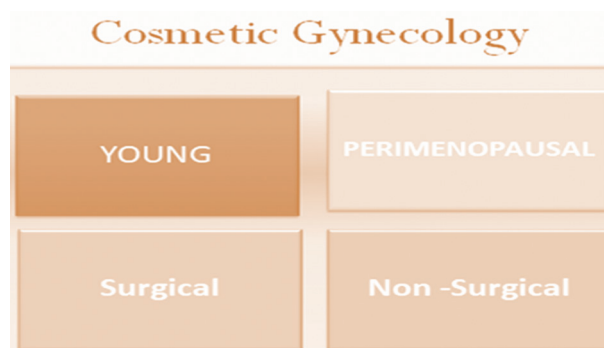 Cosmetic Gynecology
YOUNG
PERIMENOPAUSAL
Surgical
Non -Surgical